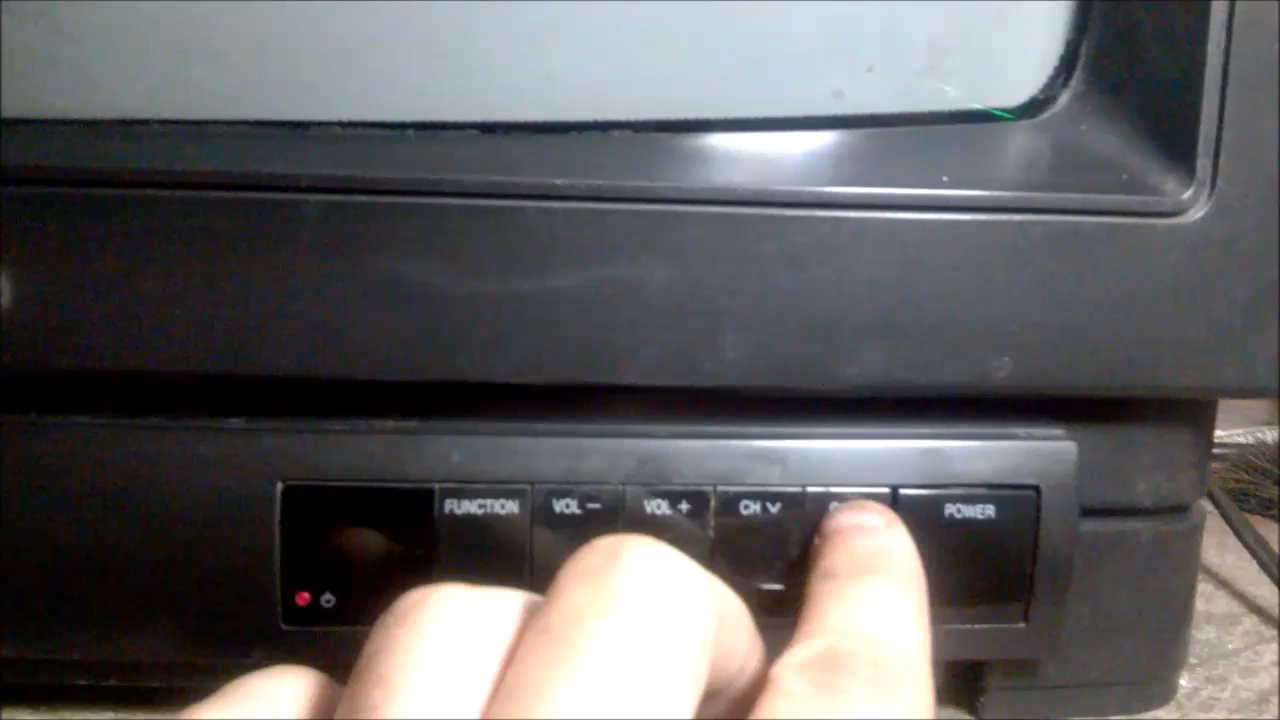 FUNCTION VOL − VOL + CH ∨ POWER